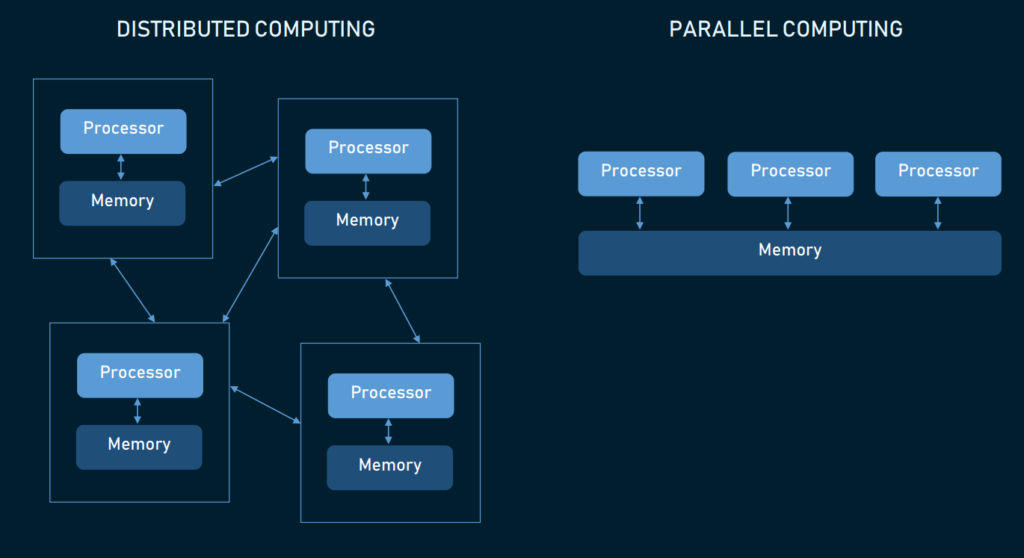 DISTRIBUTED COMPUTING
Processor
Memory
Processor
Memory
Processor
Memory
Processor
Memory
PARALLEL COMPUTING
Processor
Processor
Processor
Memory